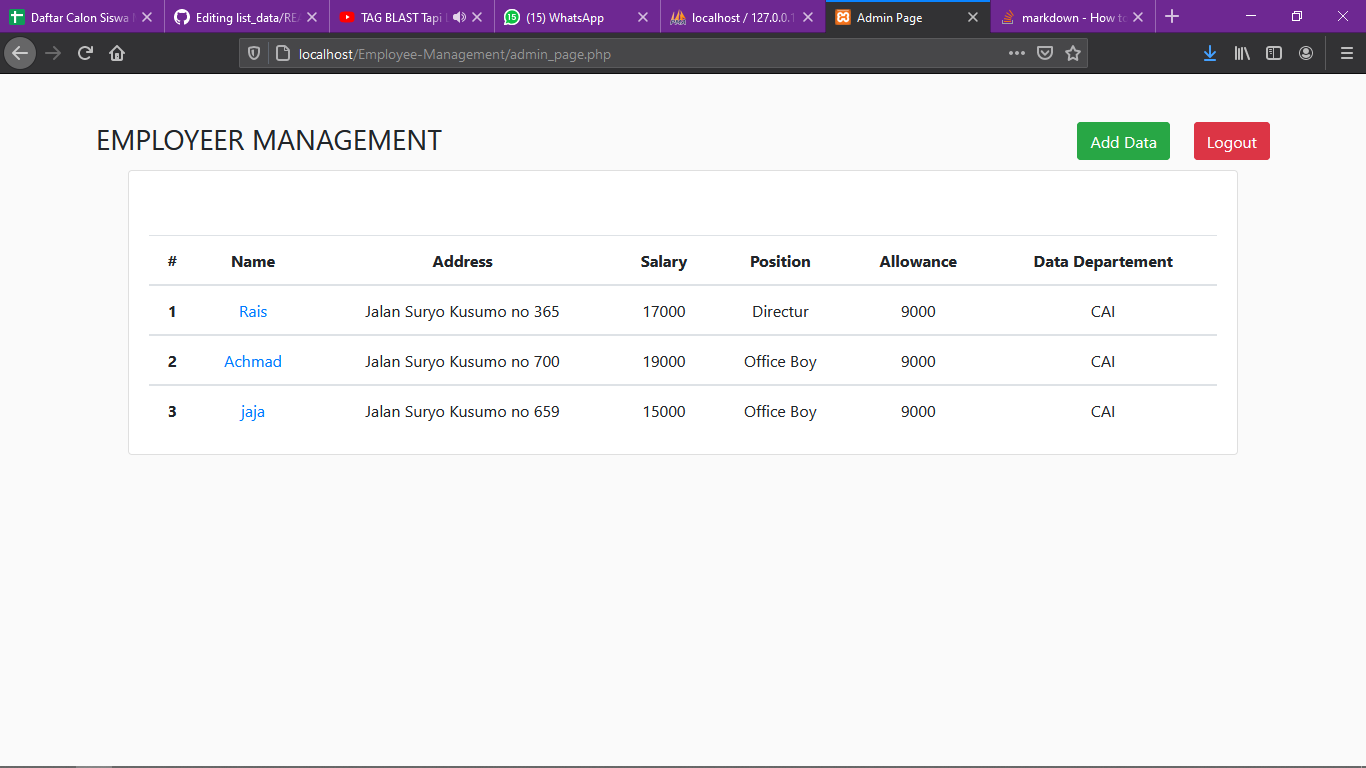 Daftar Calon Siswa Editing list_data/REA TAG BLAST Tapi (15) WhatsApp localhost / 127.0.0.1 Admin Page markdown - How to
localhost/Employee-Management/admin_page.php
EMPLOYEER MANAGEMENT Add Data Logout
# Name Address Salary Position Allowance Data Departement
1 Rais Jalan Suryo Kusumo no 365 17000 Directur 9000 CAI
2 Achmad Jalan Suryo Kusumo no 700 19000 Office Boy 9000 CAI
3 jaja Jalan Suryo Kusumo no 659 15000 Office Boy 9000 CAI